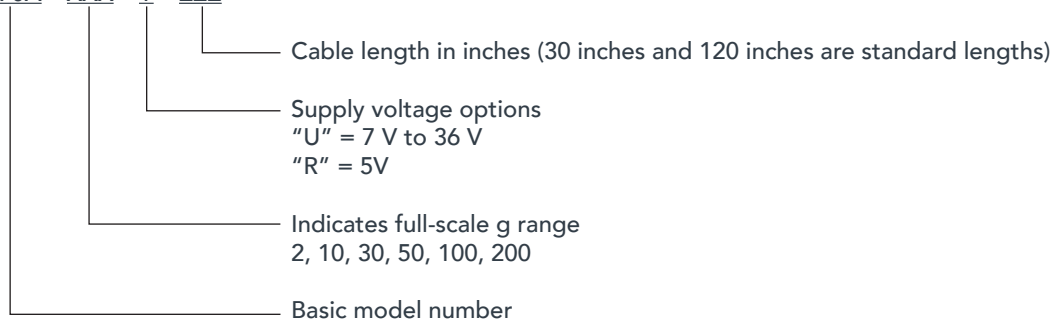 Cable length in inches (30 inches and 120 inches are standard lengths)
Supply voltage options
“U” = 7 V to 36 V
“R” = 5V
Indicates full-scale g range
2, 10, 30, 50, 100, 200
Basic model number